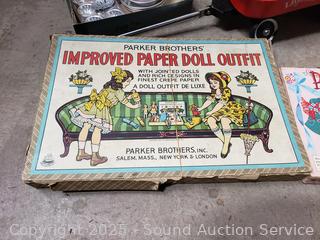 PARKER BROTHERS'
IMPROVED PAPER DOLL OUTFIT
WITH JOINTED DOLLS
AND RICH DESIGNS IN
FINEST CREPE PAPER
A DOLL OUTFIT DE LUXE
PARKER BROTHERS, INC.
SALEM, MASS., NEW YORK & LONDON
Copyright 2025 - Sound Auction Service